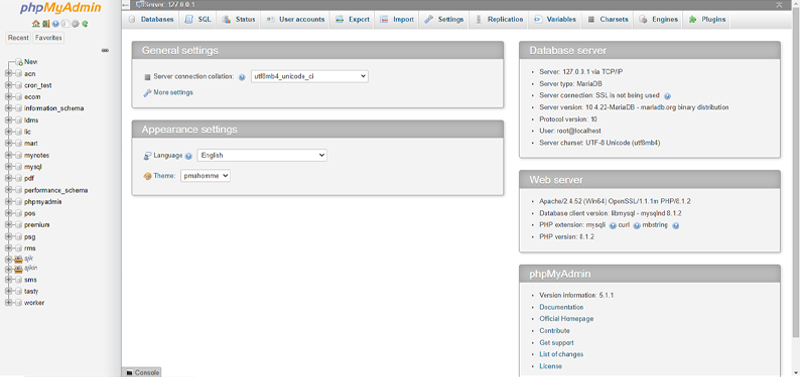 phpMyAdmin
Recent Favorites
New
acn
cron_test
ecom
information_schema
ldms
lic
mart
mynotes
mysql
pdf
performance_schema
phpmyadmin
pos
premium
psg
rms
sms
tasty
worker
Server: 127.0.0.1
Databases SQL Status User accounts Export Import Settings Replication Variables Charsets Engines Plugins
General settings
Server connection collation: utf8mb4_unicode_ci
More settings
Appearance settings
Language English
Theme: pmahomme
Database server
Server: 127.0.0.1 via TCP/IP
Server type: MariaDB
Server connection: SSL is not being used
Server version: 10.4.22-MariaDB - mariadb.org binary distribution
Protocol version: 10
User: root@localhost
Server charset: UTF-8 Unicode (utf8mb4)
Web server
Apache/2.4.52 (Win64) OpenSSL/1.1.1m PHP/8.1.2
Database client version: libmysql - mysqlnd 8.1.2
PHP extension: mysqli curl mbstring
PHP version: 8.1.2
phpMyAdmin
Version information: 5.1.1
Documentation
Official Homepage
Contribute
Get support
List of changes
License
Console